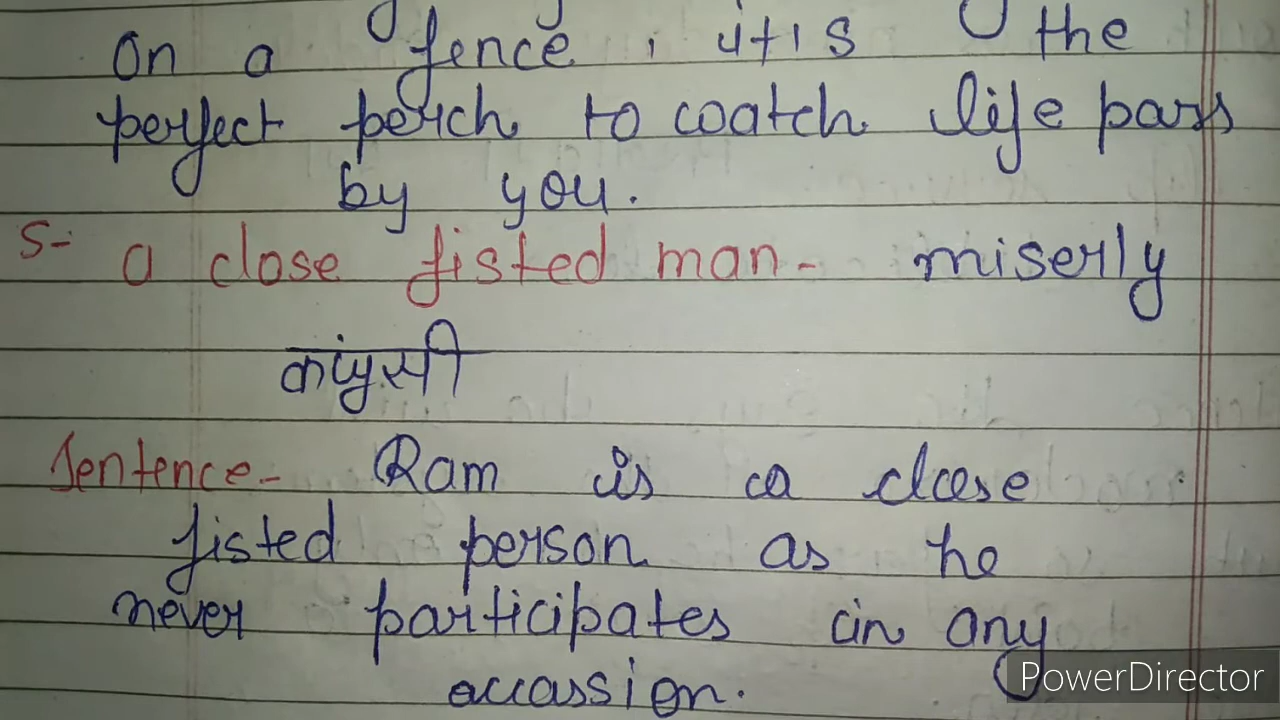 on a fence, it is the
perfect perch to watch life pass
by you.
5- a close fisted man- miserly
कंजुसी
Sentence- Ram is a close
fisted person as he
never participates in any
accassion.
PowerDirector